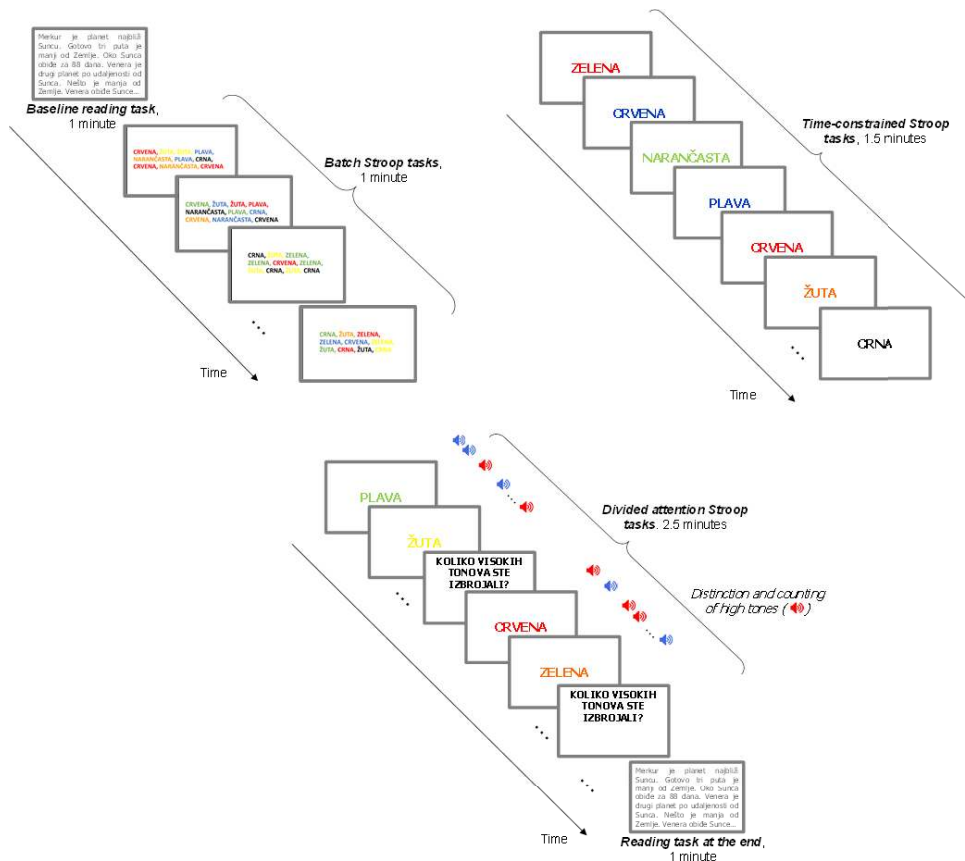 Merkur je planet najbliži
Suncu. Gotovo tri puta je
manji od Zemlje. Oko Sunca
obiđe za 88 dana. Venera je
drugi planet po udaljenosti od
Sunca. Nešto je manja od
Zemlje. Venera obiđe Sunce...
Baseline reading task,
1 minute
CRVENA, ŽUTA, ŽUTA, PLAVA,
NARANČASTA, PLAVA, CRNA,
CRVENA, NARANČASTA, CRVENA
Batch Stroop tasks,
1 minute
CRVENA, ŽUTA, ŽUTA, PLAVA,
NARANČASTA, PLAVA, CRNA,
CRVENA, NARANČASTA, CRVENA
CRNA, ŽUTA, ZELENA,
ZELENA, CRVENA, ZELENA,
ŽUTA, CRNA, ŽUTA, CRNA
CRNA, ŽUTA, ZELENA,
ZELENA, CRVENA, ZELENA,
ŽUTA, CRNA, ŽUTA, CRNA
...
Time
ZELENA
CRVENA
NARANČASTA
PLAVA
CRVENA
ŽUTA
CRNA
...
Time-constrained Stroop
tasks, 1.5 minutes
Time
PLAVA
ŽUTA
KOLIKO VISOKIH
TONOVA STE
IZBROJALI?
...
CRVENA
ZELENA
KOLIKO VISOKIH
TONOVA STE
IZBROJALI?
...
Divided attention Stroop
tasks. 2.5 minutes
Distinction and counting
of high tones ( )
...
Merkur je planet najbliži
Suncu. Gotovo tri puta je
manji od Zemlje. Oko Sunca
obiđe za 88 dana. Venera je
drugi planet po udaljenosti od
Sunca. Nešto je manja od
Zemlje. Venera obiđe Sunce...
Time
Reading task at the end,
1 minute